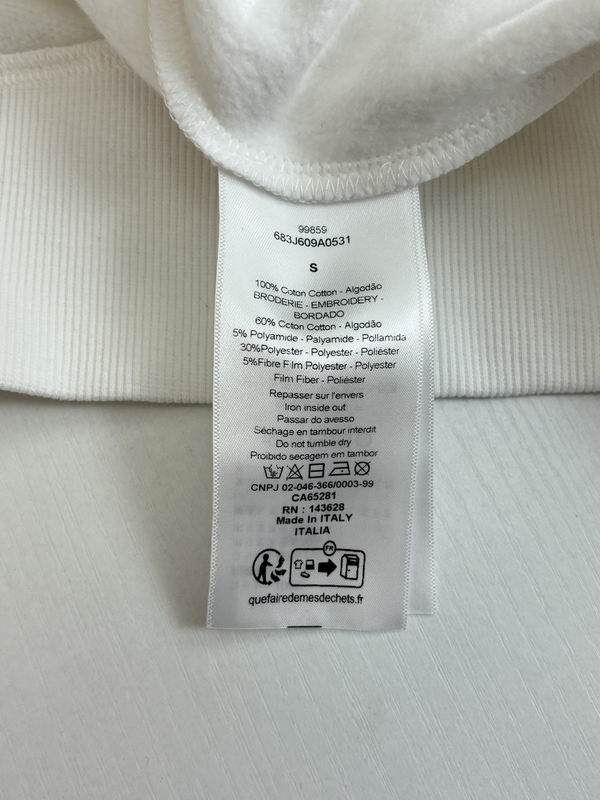 99859
683J609A0531
S
100% Coton Cotton - Algodão
BRODERIE - EMBROIDERY -
BORDADO
60% Coton Cotton - Algodão
5% Polyamide - Palyamide - Poliamida
30%Polyester - Polyester - Poliéster
5%Fibre Film Polyester - Polyester
Film Fiber - Poliéster
Repasser sur l'envers
Iron inside out
Passar do avesso
Séchage en tambour interdit
Do not tumble dry
Proibido secagem em tambor
CNPJ 02-046-366/0003-99
CA65281
RN : 143628
Made In ITALY
ITALIA
FR
quefairedemesdechets.fr